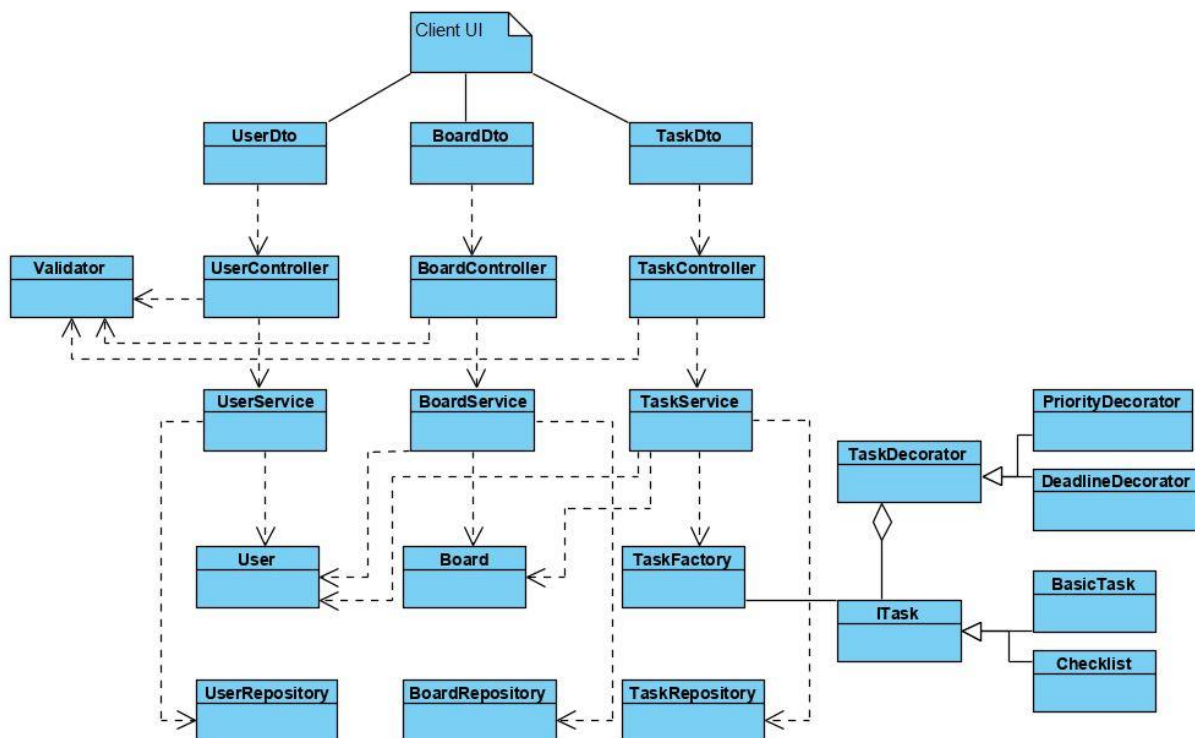 Client UI
UserDto
BoardDto
TaskDto
Validator
UserController
BoardController
TaskController
UserService
BoardService
TaskService
PriorityDecorator
TaskDecorator
DeadlineDecorator
User
Board
TaskFactory
BasicTask
ITask
Checklist
UserRepository
BoardRepository
TaskRepository